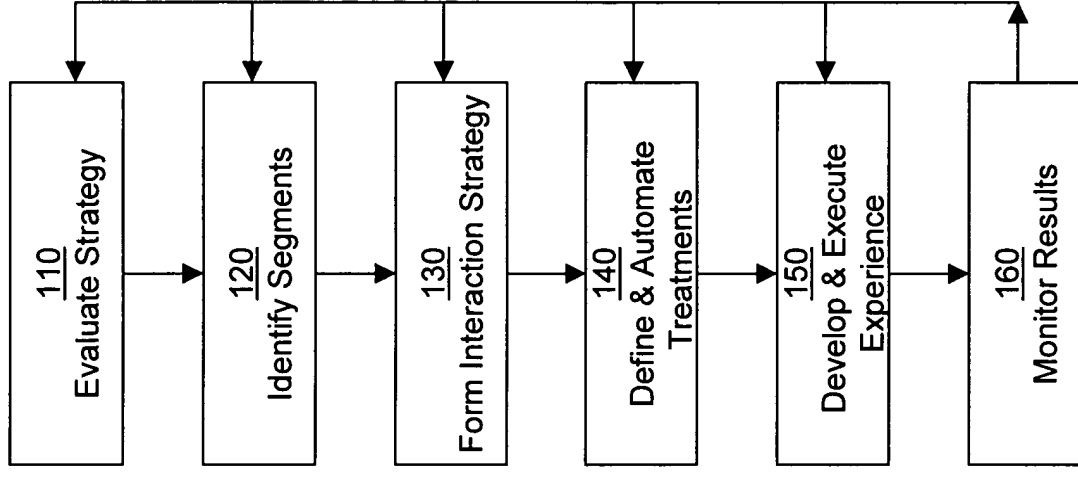 110
Evaluate Strategy
120
Identify Segments
130
Form Interaction Strategy
140
Define & Automate
Treatments
150
Develop & Execute
Experience
160
Monitor Results